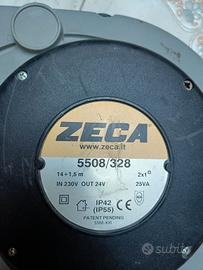 ZECA
www.zeca.it
5508/328
14+1,5 m 2x1
IN 230V OUT 24V 25VA
IP42
(IP55)
CE
PATENT PENDING
subito